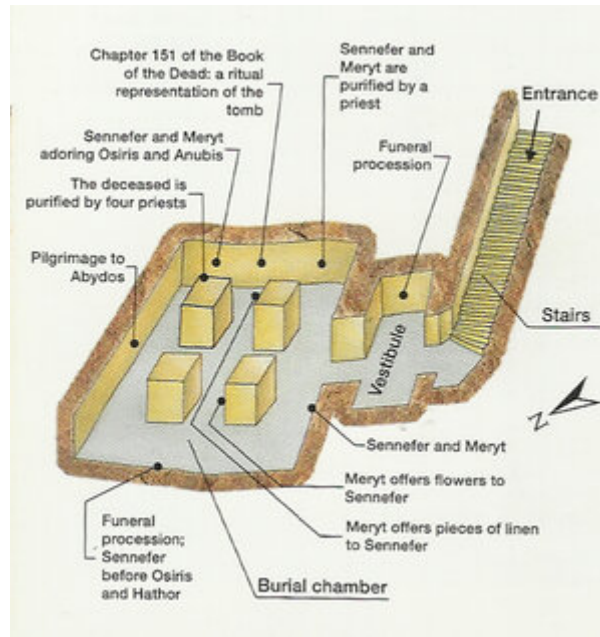 Chapter 151 of the Book
of the Dead: a ritual
representation of the
tomb
Sennefer and
Meryt are
purified by a
priest
Entrance
Sennefer and Meryt
adoring Osiris and Anubis
Funeral
procession
The deceased is
purified by four priests
Pilgrimage to
Abydos
Stairs
Vestibule
N
Sennefer and Meryt
Meryt offers flowers to
Sennefer
Meryt offers pieces of linen
to Sennefer
Funeral
procession;
Sennefer
before Osiris
and Hathor
Burial chamber